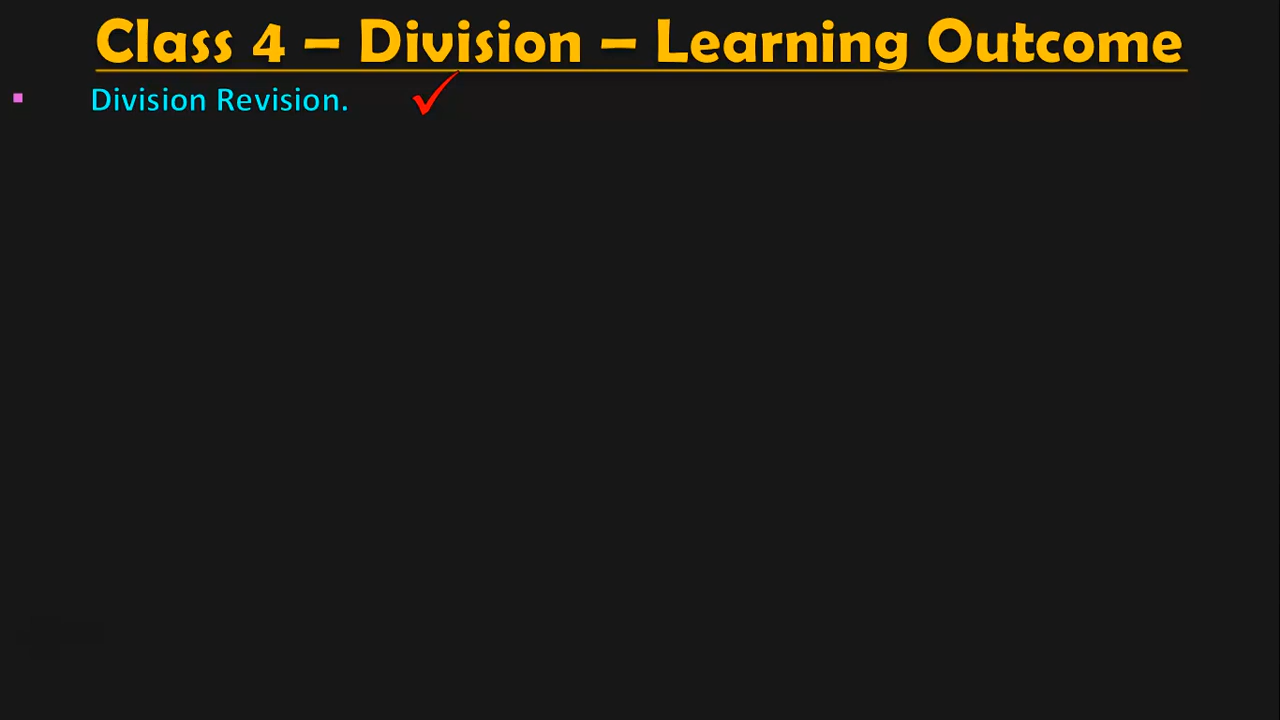 Class 4 – Division – Learning Outcome
▪ Division Revision. ✓